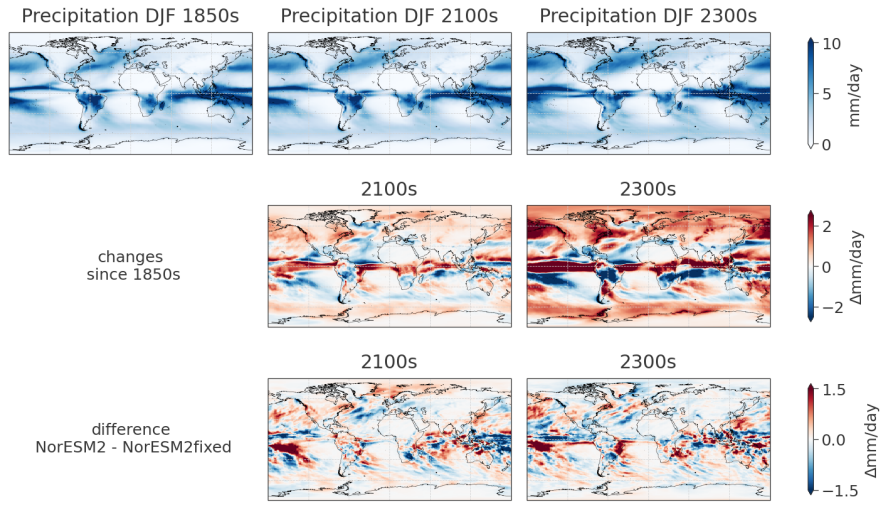 Precipitation DJF 1850s
Precipitation DJF 2100s
Precipitation DJF 2300s
10
5
0
mm/day
2100s
2300s
changes
since 1850s
2
0
−2
Δmm/day
2100s
2300s
difference
NorESM2 - NorESM2fixed
1.5
0.0
−1.5
Δmm/day